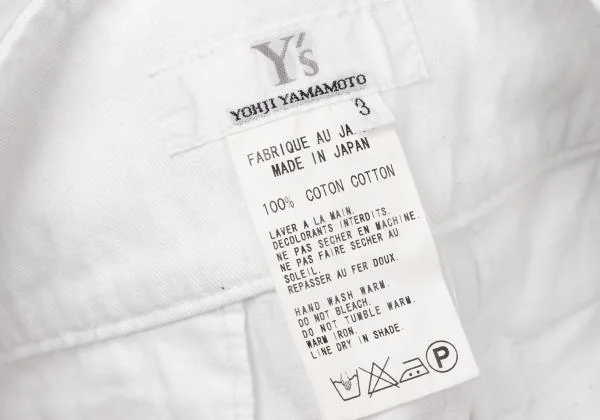 Y's
YOHJI YAMAMOTO
3
FABRIQUE AU JA...
MADE IN JAPAN
100% COTON COTTON
LAVER A LA MAIN.
DECOLORANTS INTERDITS.
NE PAS SECHER EN MACHINE.
NE PAS FAIRE SECHER AU
SOLEIL.
REPASSER AU FER DOUX.
HAND WASH WARM.
DO NOT BLEACH.
DO NOT TUMBLE WARM.
WARM IRON.
LINE DRY IN SHADE.
P